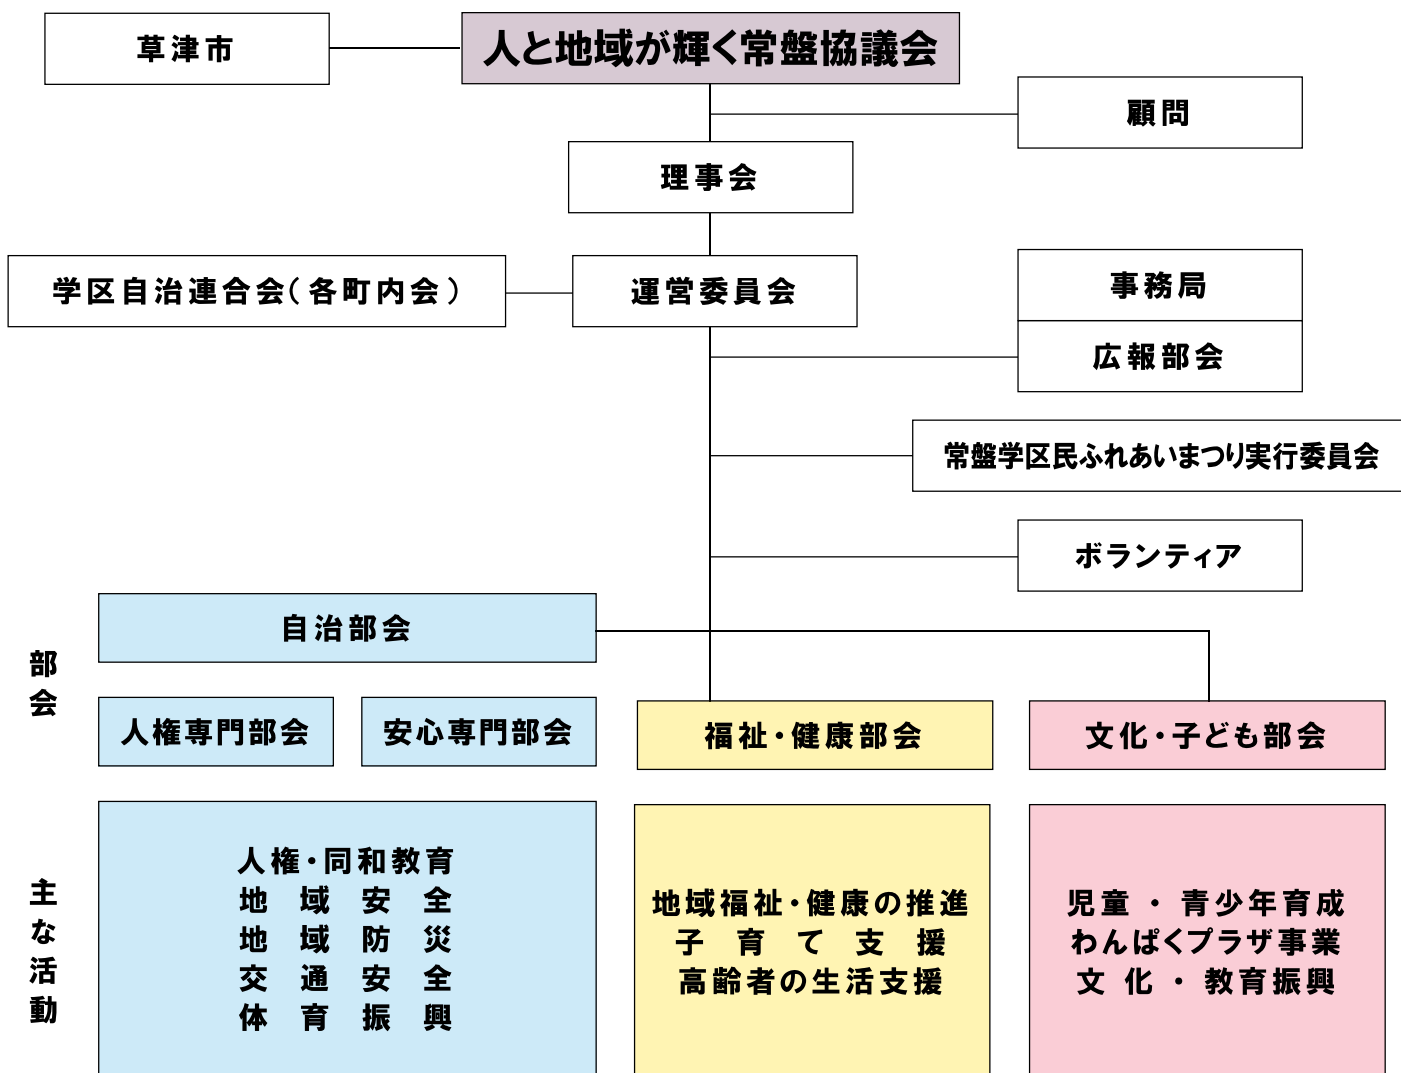 草津市
人と地域が輝く常盤協議会
顧問
理事会
学区自治連合会(各町内会)
運営委員会
事務局
広報部会
常盤学区民ふれあいまつり実行委員会
ボランティア
部会
自治部会
人権専門部会
安心専門部会
福祉・健康部会
文化・子ども部会
主な活動
人権・同和教育
地域安全
地域防災
交通安全
体育振興
地域福祉・健康の推進
子育て支援
高齢者の生活支援
児童・青少年育成
わんぱくプラザ事業
文化・教育振興